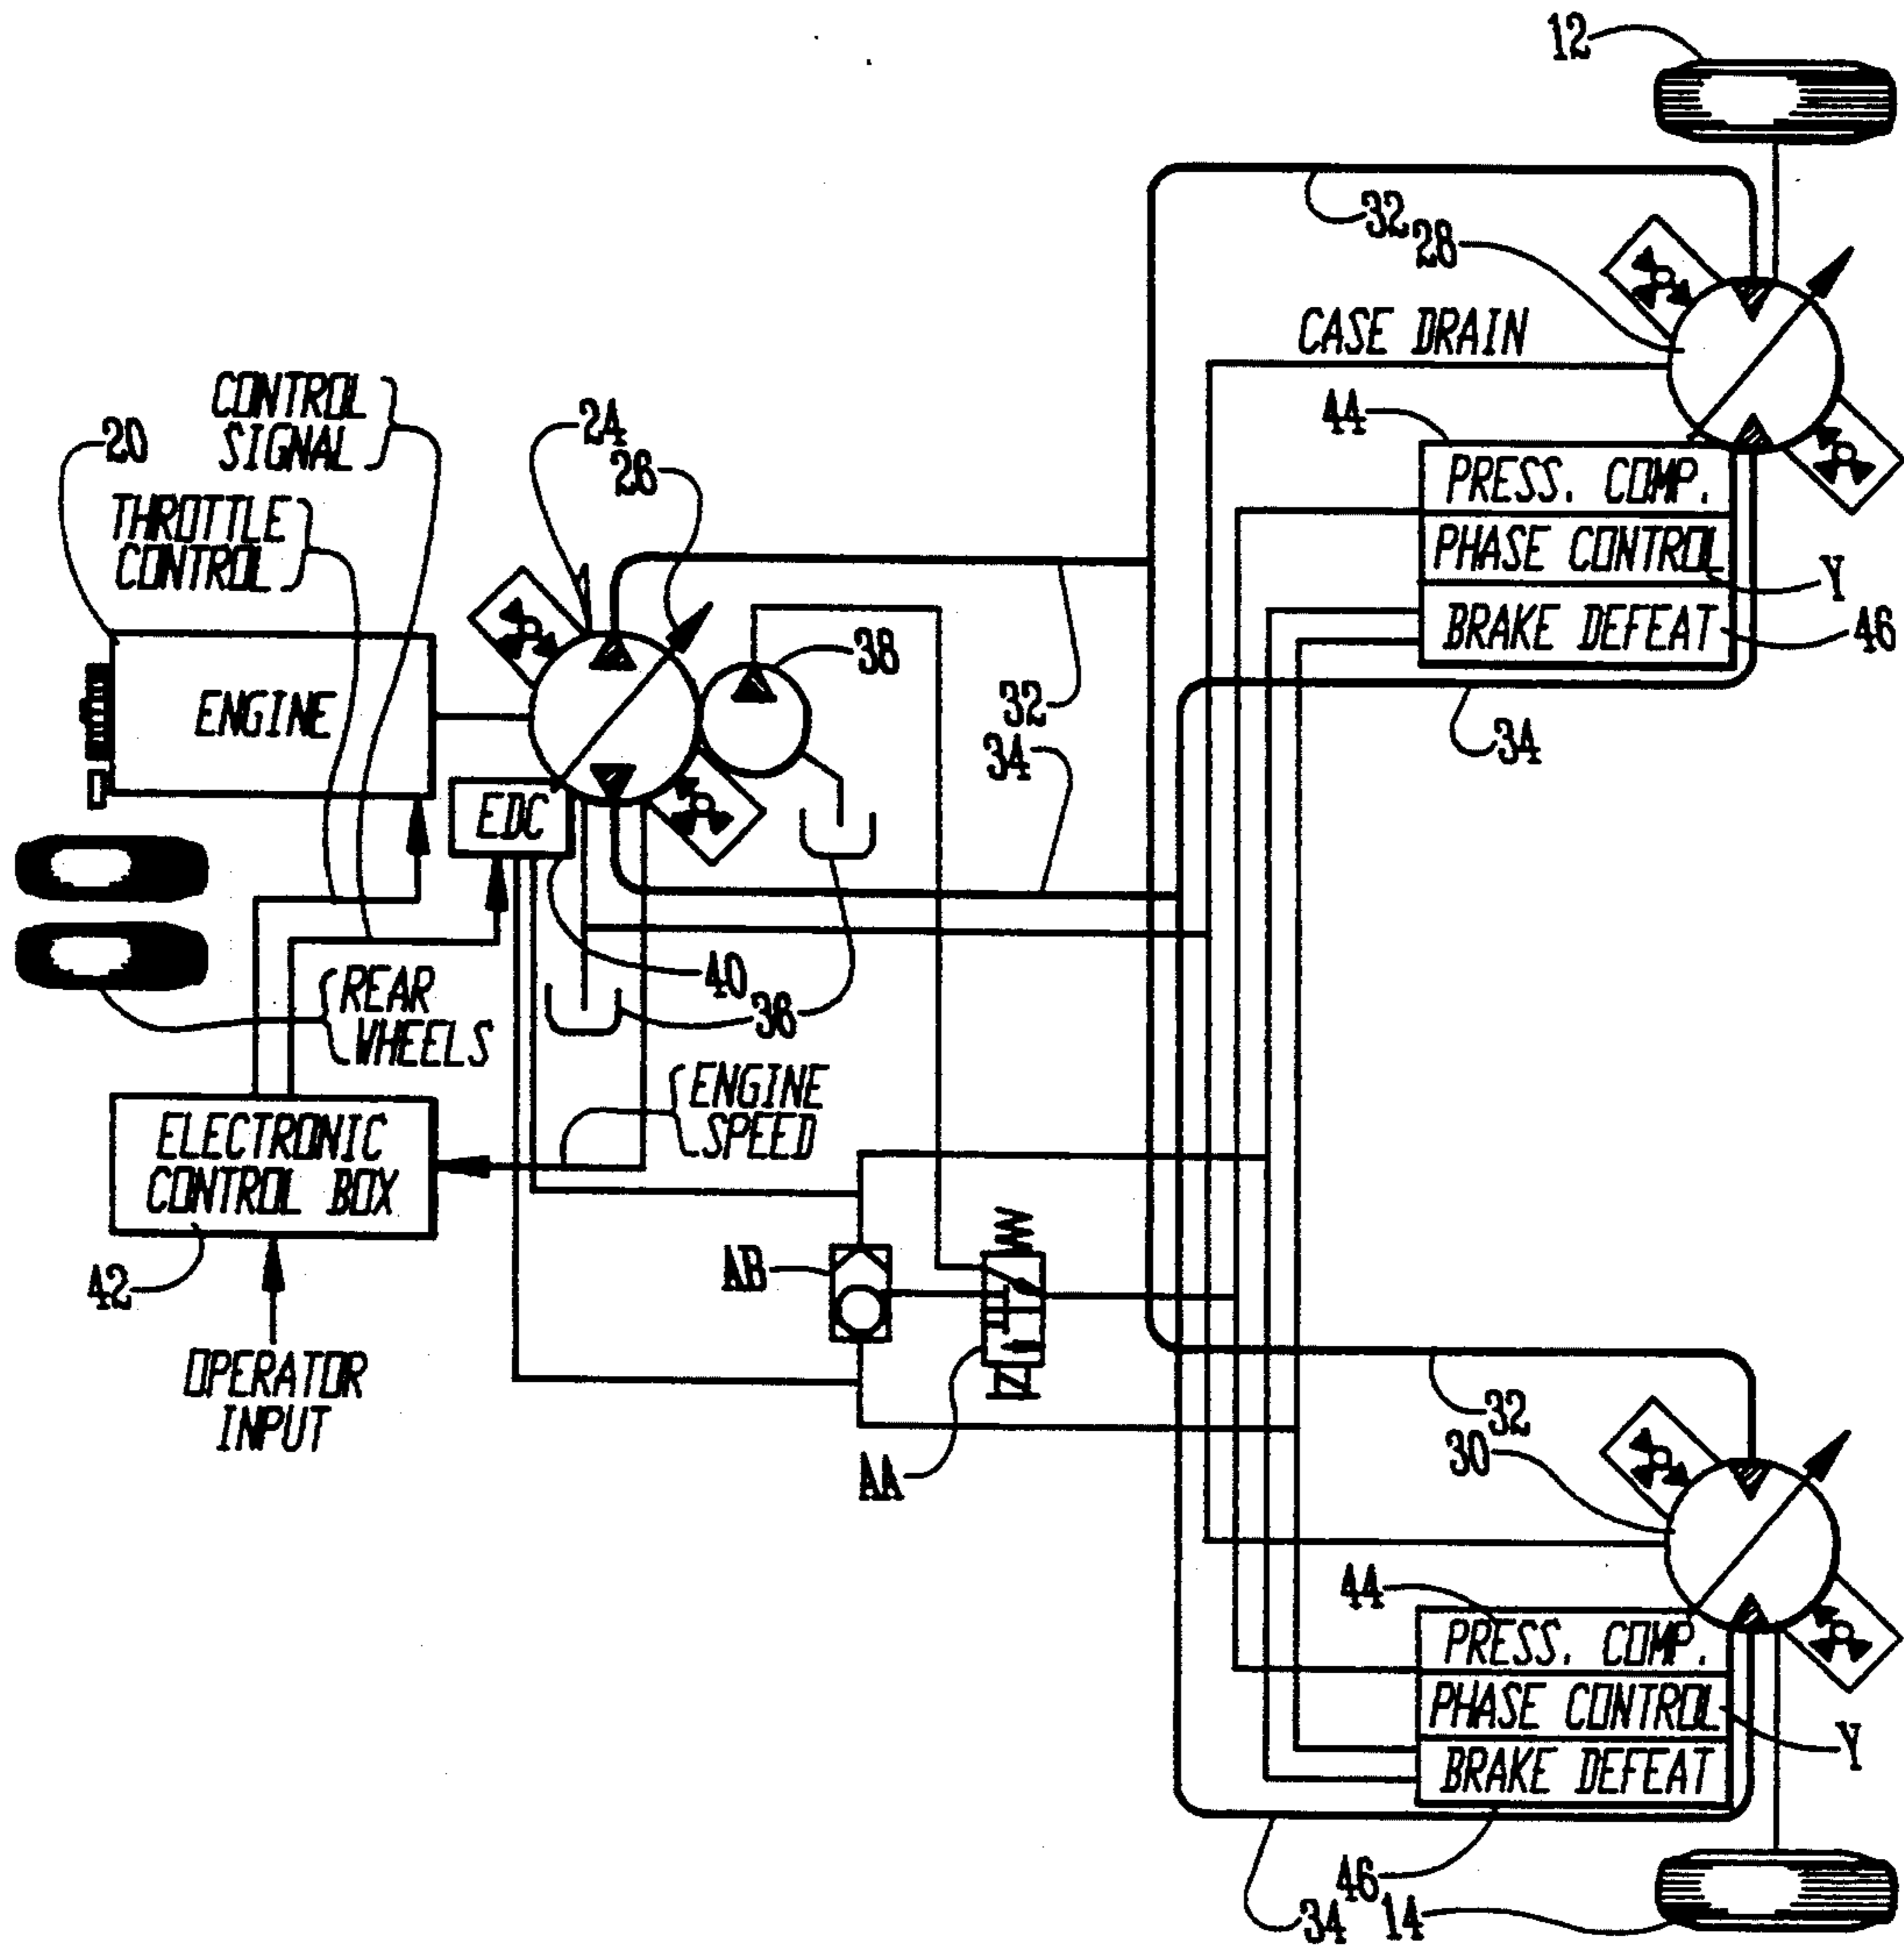 12
32
28
CASE DRAIN
CONTROL
SIGNAL
20
24
44
26
THROTTLE
CONTROL
PRESS. COMP.
PHASE CONTROL
Y
BRAKE DEFEAT
46
38
ENGINE
32
34
34
EDC
40
36
REAR
WHEELS
ENGINE
SPEED
ELECTRONIC
CONTROL BOX
42
AB
OPERATOR
INPUT
AA
32
30
44
PRESS. COMP.
PHASE CONTROL
Y
BRAKE DEFEAT
46
34
14